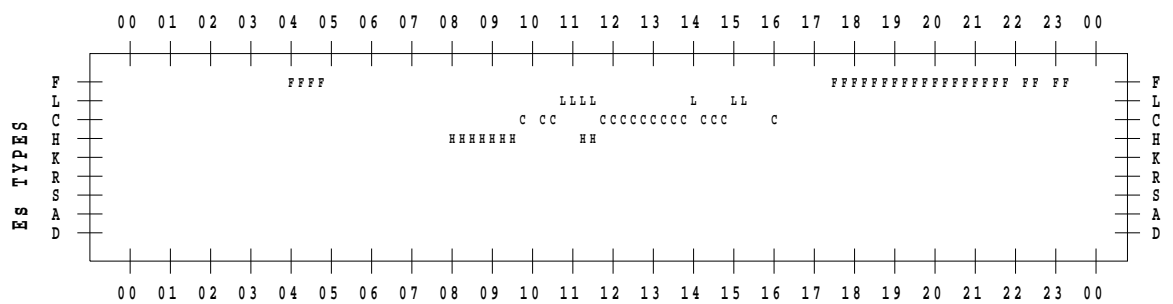 00 01 02 03 04 05 06 07 08 09 10 11 12 13 14 15 16 17 18 19 20 21 22 23 00
F FFFF FFFFFFFFFFFFFFFFFF FF FF F
L LLLL L LL L
C C CC CCCCCCCCC CCC C C
H HHHHHHH HH H
K K
R R
S S
A A
D D
Es TYPES
00 01 02 03 04 05 06 07 08 09 10 11 12 13 14 15 16 17 18 19 20 21 22 23 00